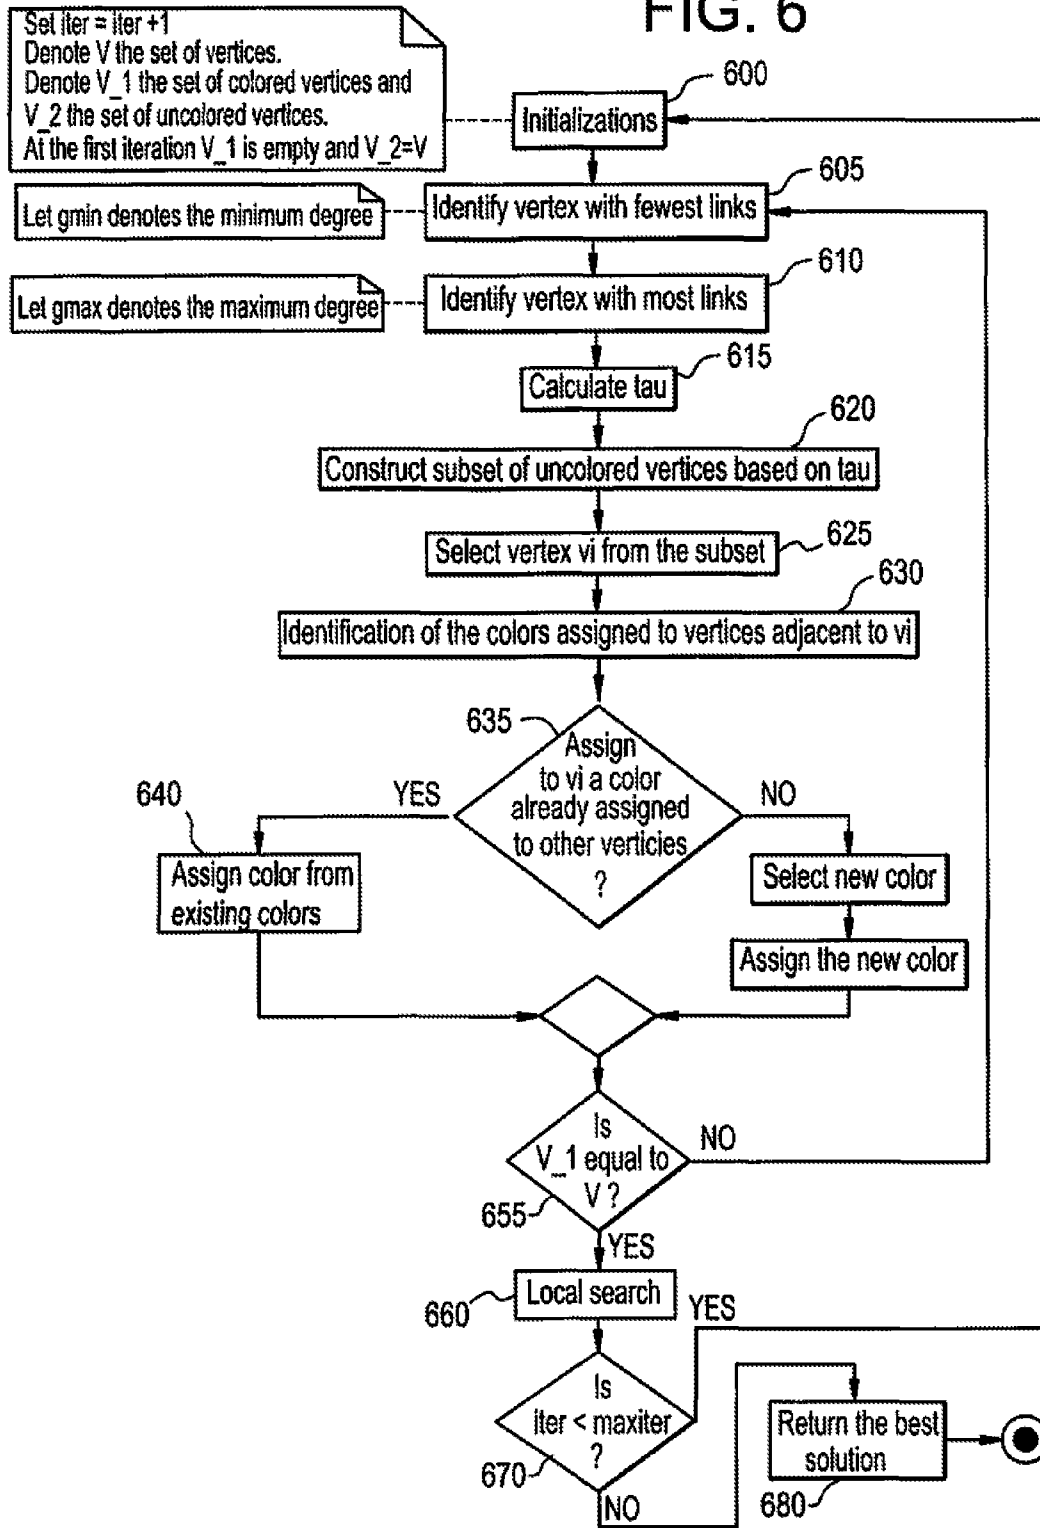 FIG. 6
Set iter = iter +1
Denote V the set of vertices.
Denote V_1 the set of colored vertices and
V_2 the set of uncolored vertices.
At the first iteration V_1 is empty and V_2=V
600
Initializations
605
Let gmin denotes the minimum degree
Identify vertex with fewest links
610
Let gmax denotes the maximum degree
Identify vertex with most links
615
Calculate tau
620
Construct subset of uncolored vertices based on tau
625
Select vertex vi from the subset
630
Identification of the colors assigned to vertices adjacent to vi
635
Assign
to vi a color
already assigned
to other verticies
?
YES
NO
640
Assign color from
existing colors
Select new color
Assign the new color
Is
V_1 equal to
V ?
NO
655
YES
Local search
660
YES
Is
iter < maxiter
?
670
NO
Return the best
solution
680